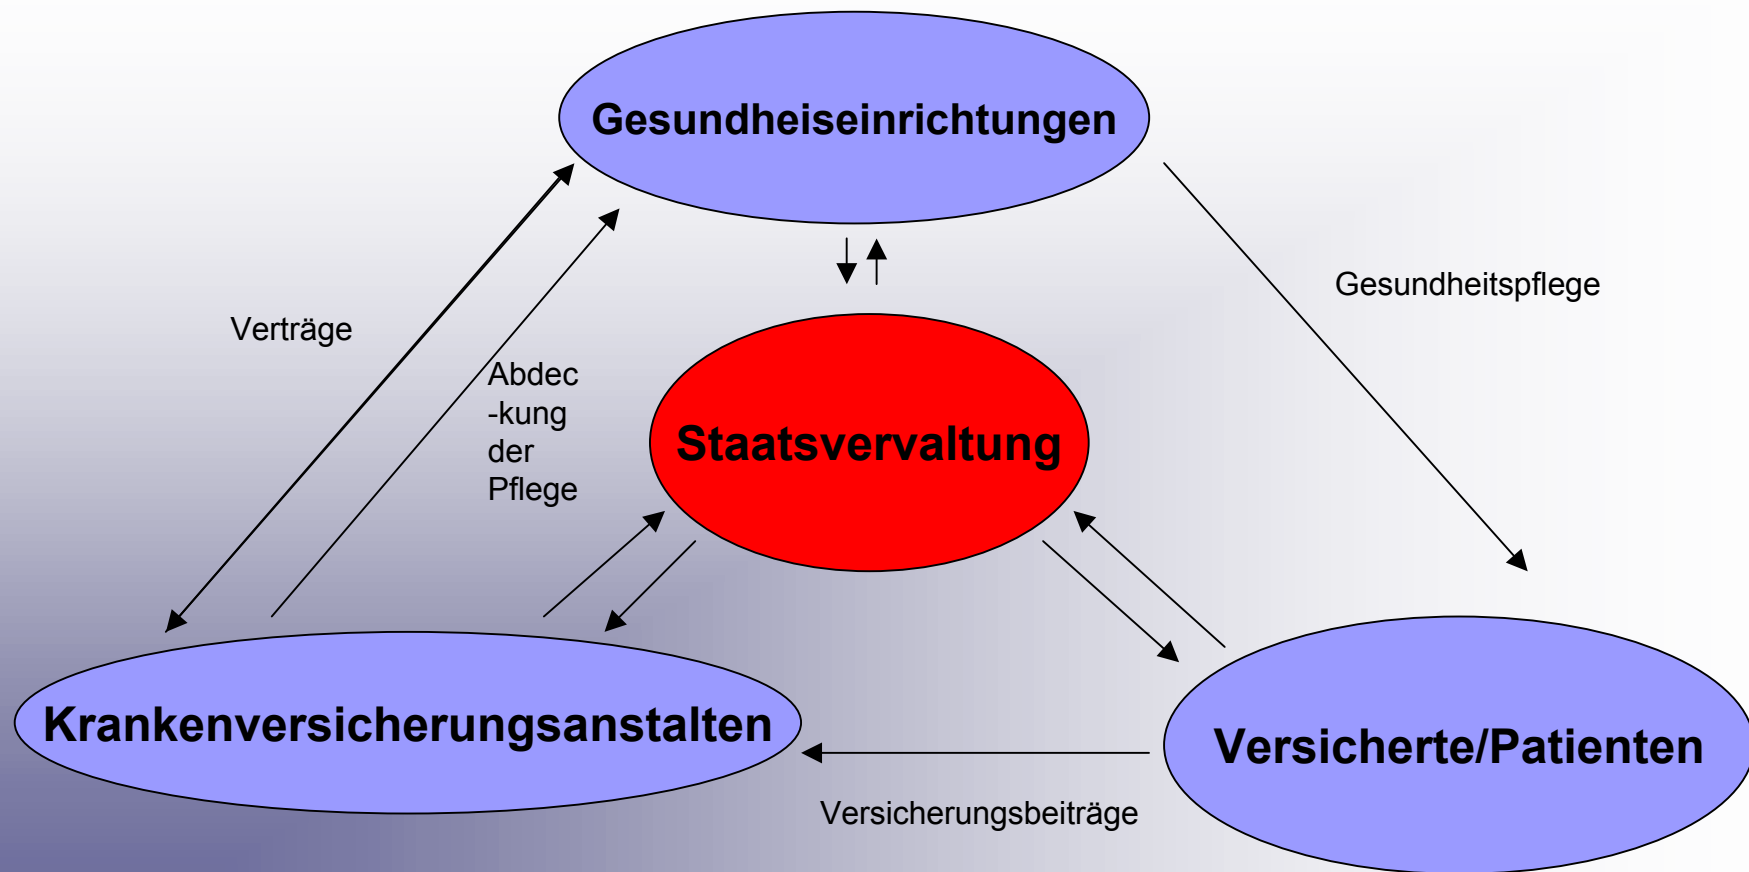 Gesundheiseinrichtungen
Gesundheitspflege
Verträge
Abdec
-kung
der
Pflege
Staatsvervaltung
Krankenversicherungsanstalten
Versicherte/Patienten
Versicherungsbeiträge